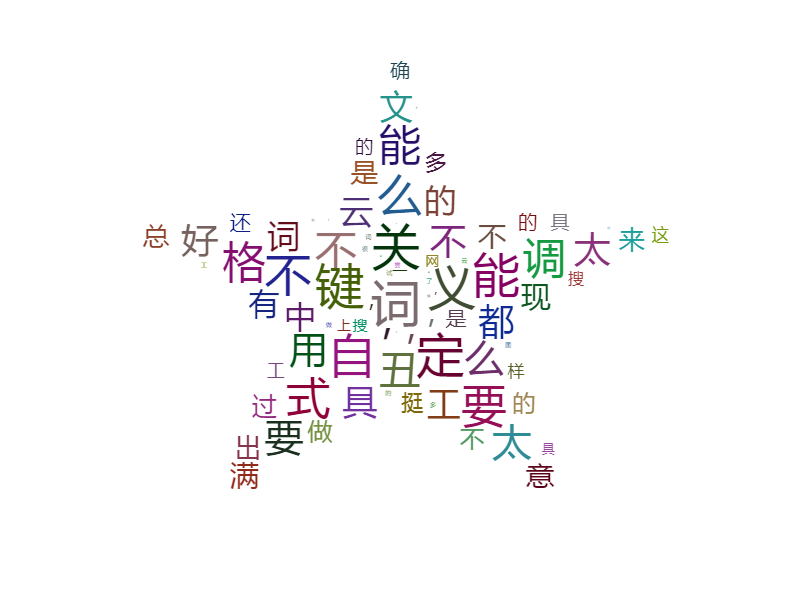 确
文
的 能 多
是 么
云 的
总 好 还 词 不 关 不 不 的 具 太 来 这
格 不 键 词 义 网 能 调 搜
有 中 现
上 搜 是 都
用 自 丑 定 么 样
工 式 具 挺 工 要 的
过
要 做 不 太 具
出
满 意